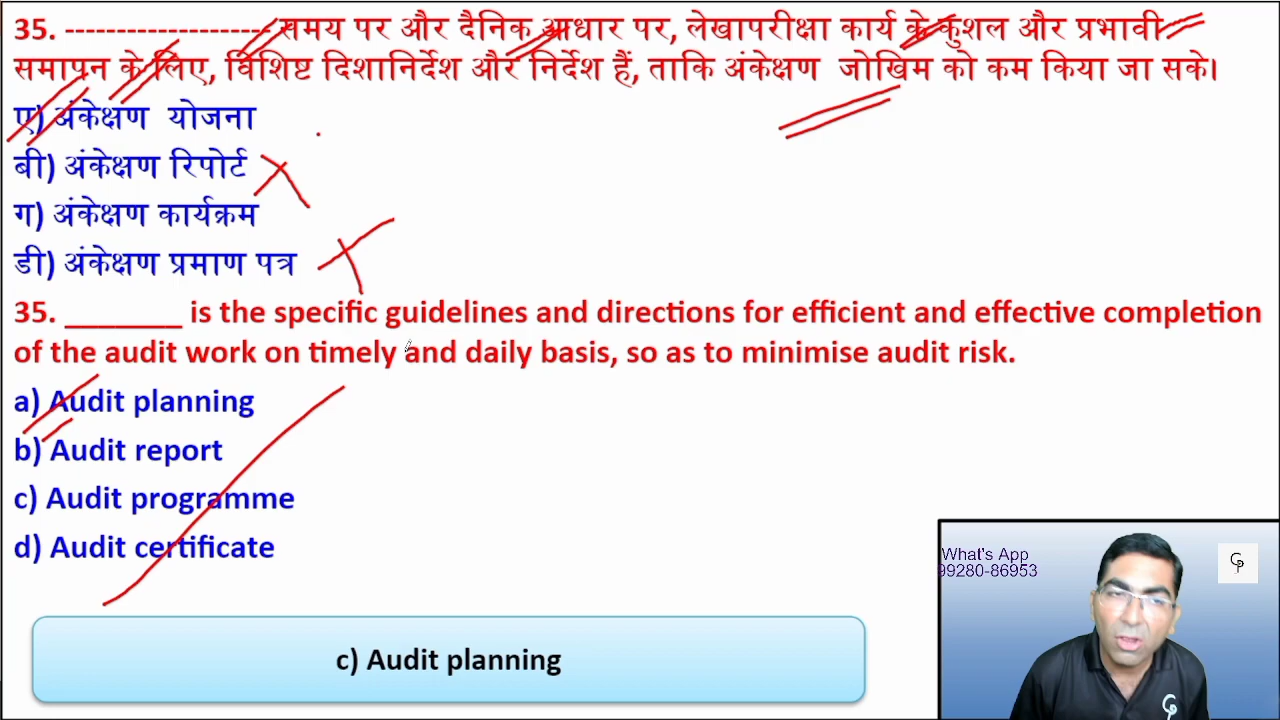 35. -------------------- समय पर और दैनिक आधार पर, लेखापरीक्षा कार्य के कुशल और प्रभावी
समापन के लिए, विशिष्ट दिशानिर्देश और निर्देश हैं, ताकि अंकेक्षण जोखिम को कम किया जा सके।
ए) अंकेक्षण योजना
बी) अंकेक्षण रिपोर्ट
ग) अंकेक्षण कार्यक्रम
डी) अंकेक्षण प्रमाण पत्र
35. _______ is the specific guidelines and directions for efficient and effective completion
of the audit work on timely and daily basis, so as to minimise audit risk.
a) Audit planning
b) Audit report
c) Audit programme
d) Audit certificate
c) Audit planning
What's App
99280-86953